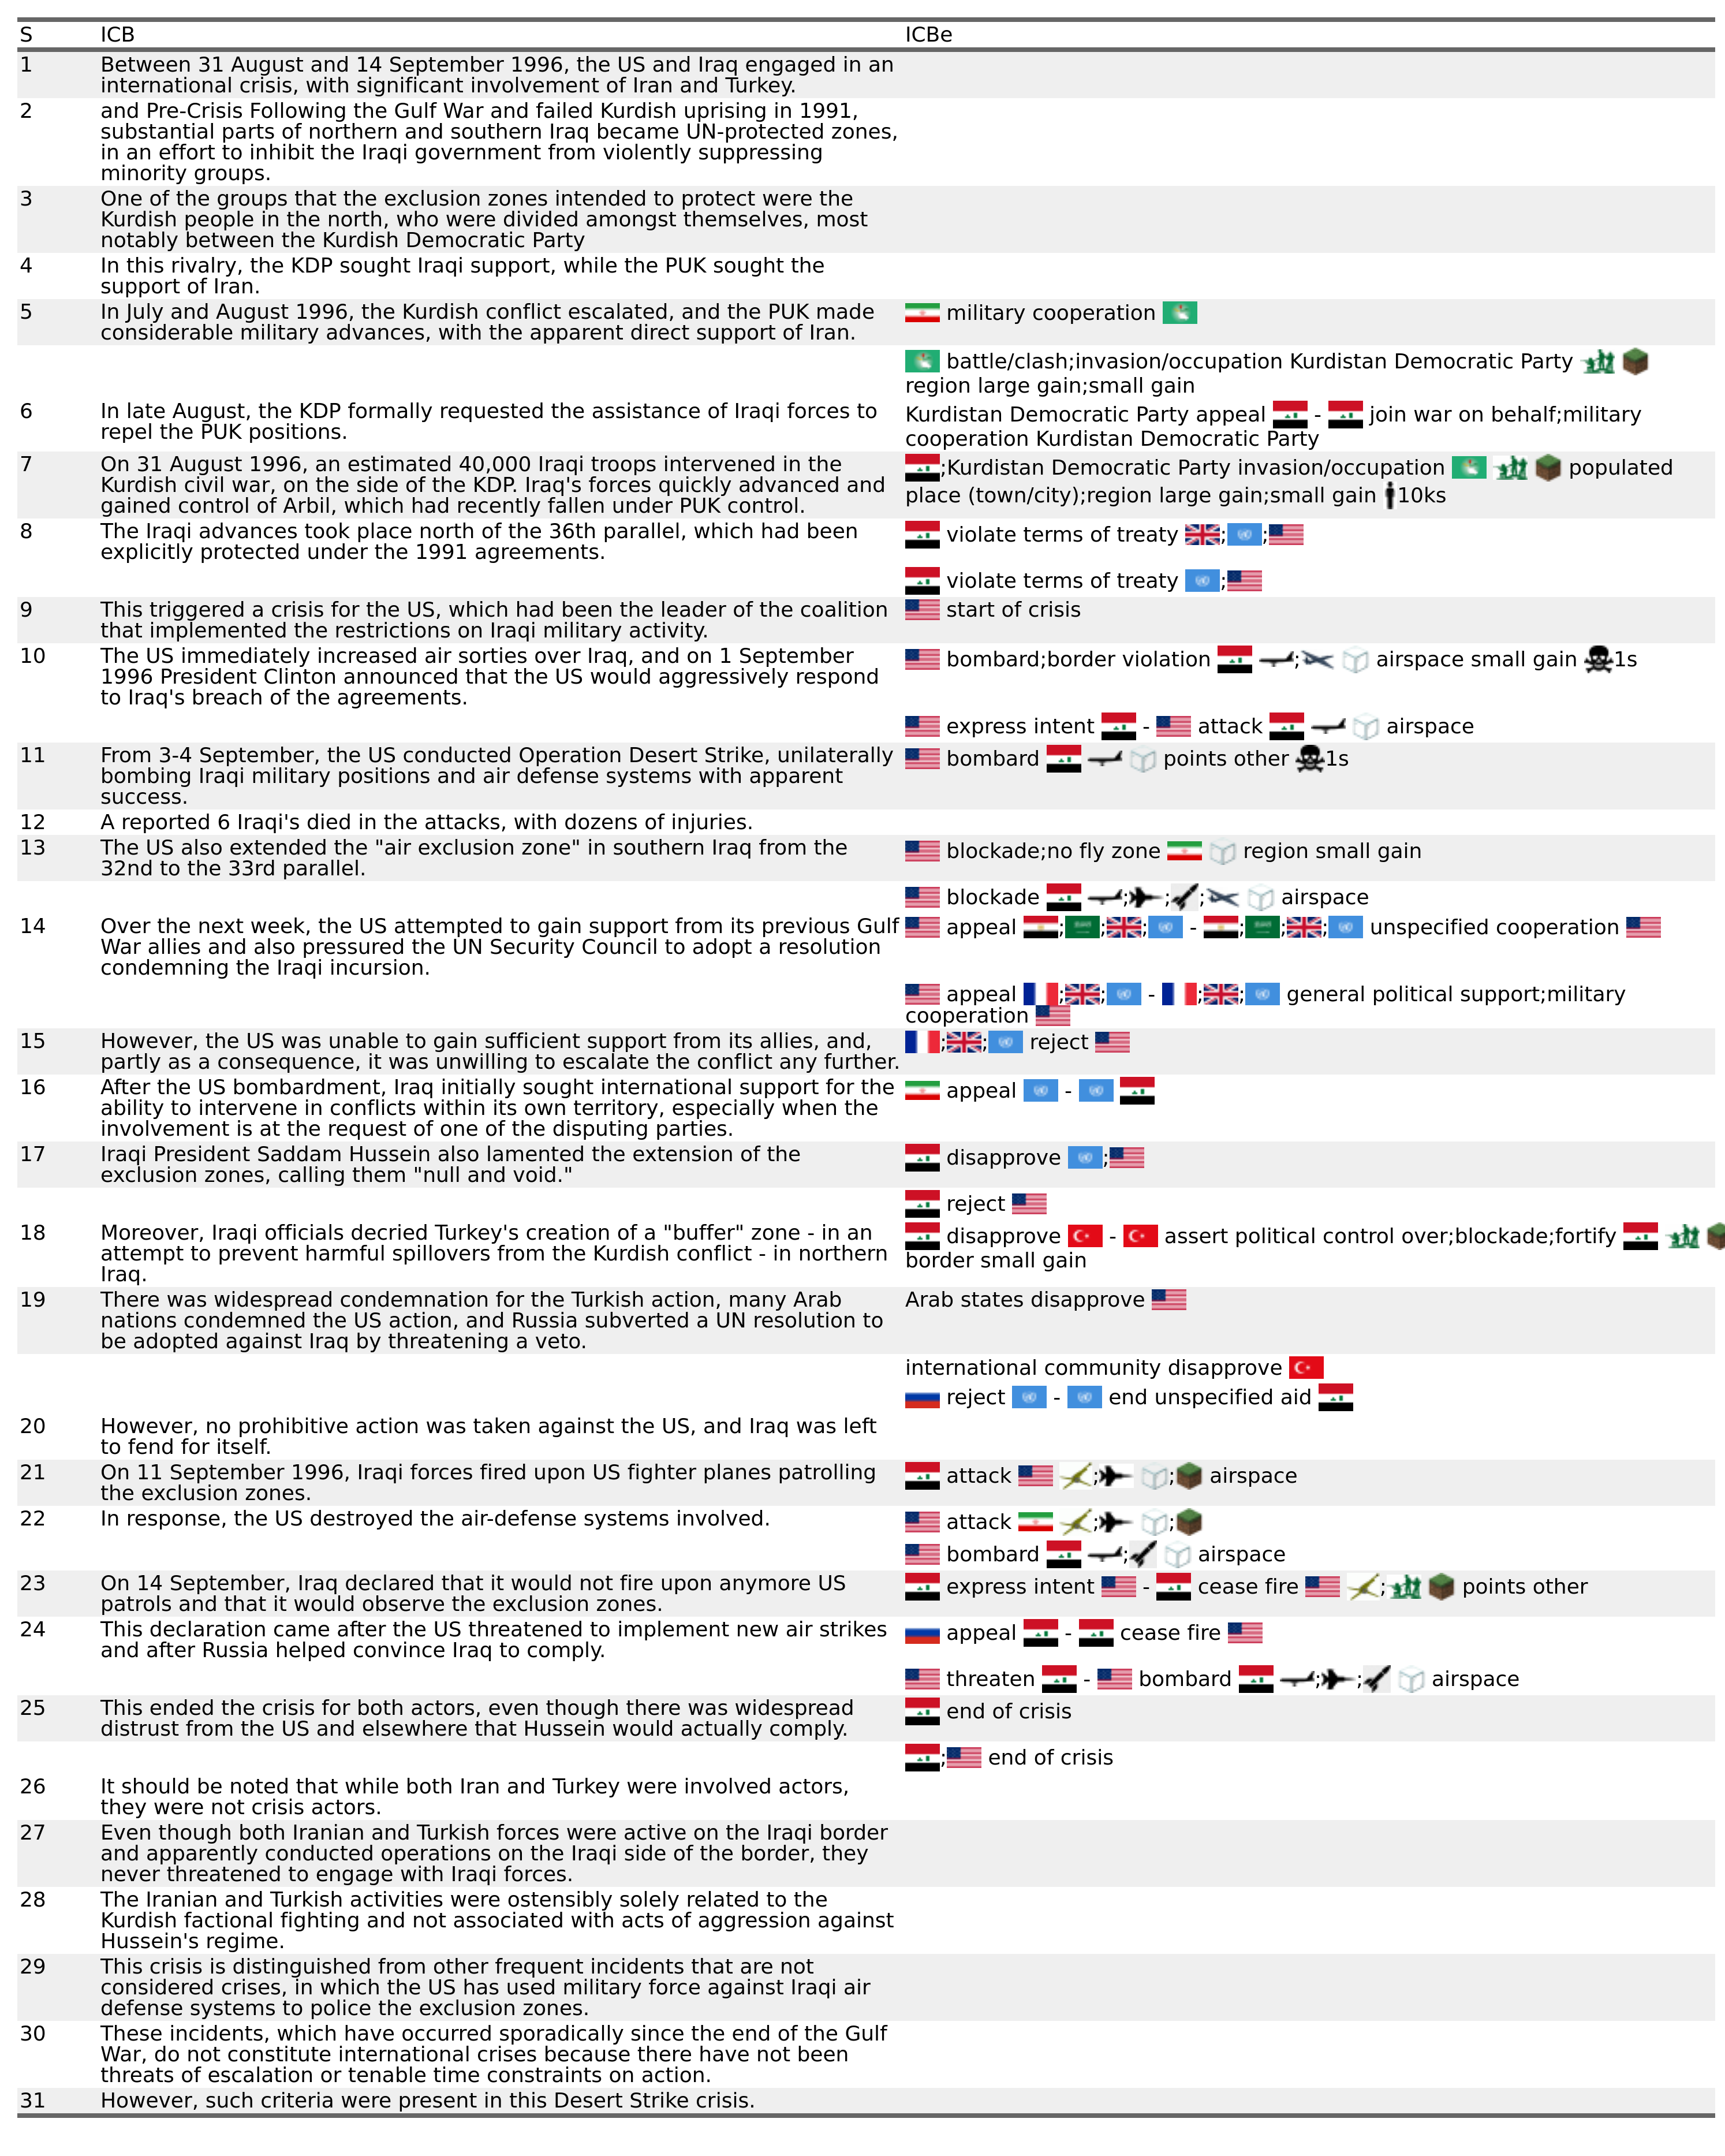 S ICB ICBe
1 Between 31 August and 14 September 1996, the US and Iraq engaged in an
international crisis, with significant involvement of Iran and Turkey.
2 and Pre-Crisis Following the Gulf War and failed Kurdish uprising in 1991,
substantial parts of northern and southern Iraq became UN-protected zones,
in an effort to inhibit the Iraqi government from violently suppressing
minority groups.
3 One of the groups that the exclusion zones intended to protect were the
Kurdish people in the north, who were divided amongst themselves, most
notably between the Kurdish Democratic Party
4 In this rivalry, the KDP sought Iraqi support, while the PUK sought the
support of Iran.
5 In July and August 1996, the Kurdish conflict escalated, and the PUK made
considerable military advances, with the apparent direct support of Iran.
military cooperation
battle/clash;invasion/occupation Kurdistan Democratic Party
region large gain;small gain
6 In late August, the KDP formally requested the assistance of Iraqi forces to
repel the PUK positions.
Kurdistan Democratic Party appeal - join war on behalf;military
cooperation Kurdistan Democratic Party
7 On 31 August 1996, an estimated 40,000 Iraqi troops intervened in the
Kurdish civil war, on the side of the KDP. Iraq's forces quickly advanced and
gained control of Arbil, which had recently fallen under PUK control.
;Kurdistan Democratic Party invasion/occupation populated
place (town/city);region large gain;small gain 10ks
8 The Iraqi advances took place north of the 36th parallel, which had been
explicitly protected under the 1991 agreements.
violate terms of treaty ; ;
violate terms of treaty ;
9 This triggered a crisis for the US, which had been the leader of the coalition
that implemented the restrictions on Iraqi military activity.
start of crisis
10 The US immediately increased air sorties over Iraq, and on 1 September
1996 President Clinton announced that the US would aggressively respond
to Iraq's breach of the agreements.
bombard;border violation ; airspace small gain 1s
express intent - attack airspace
11 From 3-4 September, the US conducted Operation Desert Strike, unilaterally
bombing Iraqi military positions and air defense systems with apparent
success.
bombard points other 1s
12 A reported 6 Iraqi's died in the attacks, with dozens of injuries.
13 The US also extended the "air exclusion zone" in southern Iraq from the
32nd to the 33rd parallel.
blockade;no fly zone region small gain
blockade ; ; ; airspace
14 Over the next week, the US attempted to gain support from its previous Gulf
War allies and also pressured the UN Security Council to adopt a resolution
condemning the Iraqi incursion.
appeal ; ; ; - ; ; ; unspecified cooperation
appeal ; ; - ; ; general political support;military
cooperation
15 However, the US was unable to gain sufficient support from its allies, and,
partly as a consequence, it was unwilling to escalate the conflict any further.
; ; reject
16 After the US bombardment, Iraq initially sought international support for the
ability to intervene in conflicts within its own territory, especially when the
involvement is at the request of one of the disputing parties.
appeal -
17 Iraqi President Saddam Hussein also lamented the extension of the
exclusion zones, calling them "null and void."
disapprove ;
reject
18 Moreover, Iraqi officials decried Turkey's creation of a "buffer" zone - in an
attempt to prevent harmful spillovers from the Kurdish conflict - in northern
Iraq.
disapprove - assert political control over;blockade;fortify
border small gain
19 There was widespread condemnation for the Turkish action, many Arab
nations condemned the US action, and Russia subverted a UN resolution to
be adopted against Iraq by threatening a veto.
Arab states disapprove
international community disapprove
reject - end unspecified aid
20 However, no prohibitive action was taken against the US, and Iraq was left
to fend for itself.
21 On 11 September 1996, Iraqi forces fired upon US fighter planes patrolling
the exclusion zones.
attack ; ; airspace
22 In response, the US destroyed the air-defense systems involved.
attack ; ;
bombard ; airspace
23 On 14 September, Iraq declared that it would not fire upon anymore US
patrols and that it would observe the exclusion zones.
express intent - cease fire ; points other
24 This declaration came after the US threatened to implement new air strikes
and after Russia helped convince Iraq to comply.
appeal - cease fire
threaten - bombard ; ; airspace
25 This ended the crisis for both actors, even though there was widespread
distrust from the US and elsewhere that Hussein would actually comply.
end of crisis
; end of crisis
26 It should be noted that while both Iran and Turkey were involved actors,
they were not crisis actors.
27 Even though both Iranian and Turkish forces were active on the Iraqi border
and apparently conducted operations on the Iraqi side of the border, they
never threatened to engage with Iraqi forces.
28 The Iranian and Turkish activities were ostensibly solely related to the
Kurdish factional fighting and not associated with acts of aggression against
Hussein's regime.
29 This crisis is distinguished from other frequent incidents that are not
considered crises, in which the US has used military force against Iraqi air
defense systems to police the exclusion zones.
30 These incidents, which have occurred sporadically since the end of the Gulf
War, do not constitute international crises because there have not been
threats of escalation or tenable time constraints on action.
31 However, such criteria were present in this Desert Strike crisis.